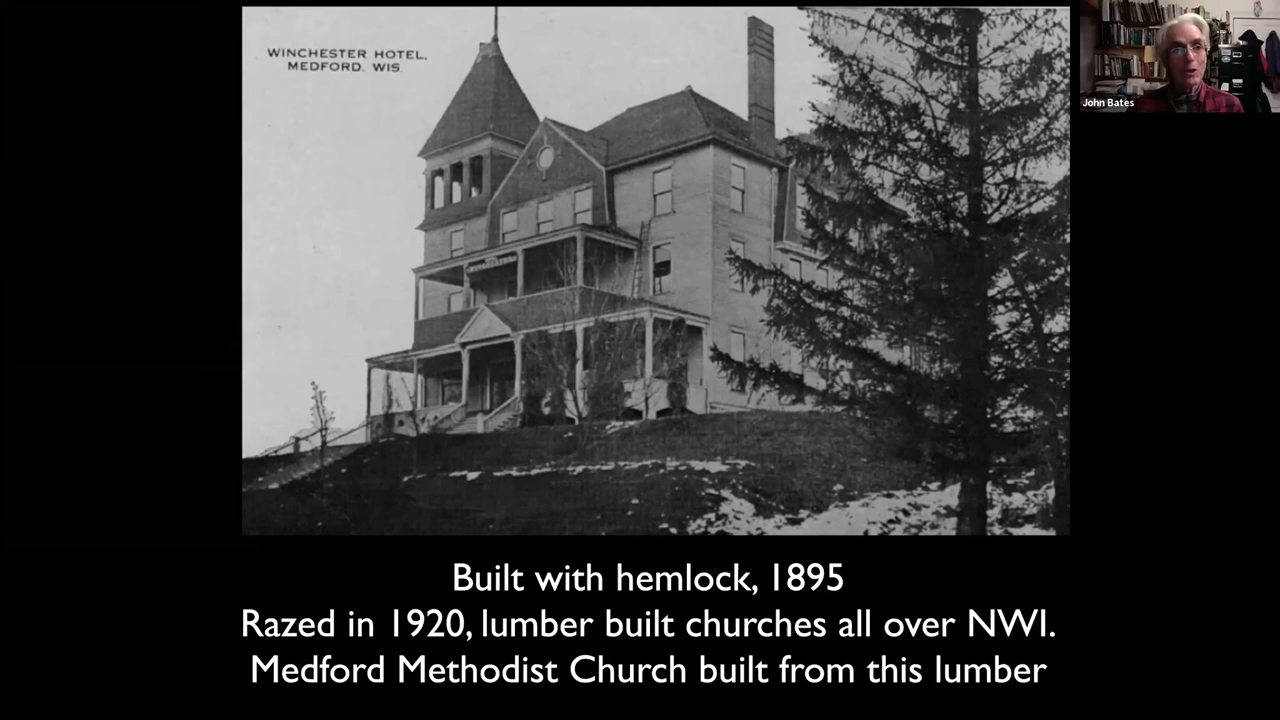 WINCHESTER HOTEL,
MEDFORD, WIS.
John Bates
Built with hemlock, 1895
Razed in 1920, lumber built churches all over NWI.
Medford Methodist Church built from this lumber